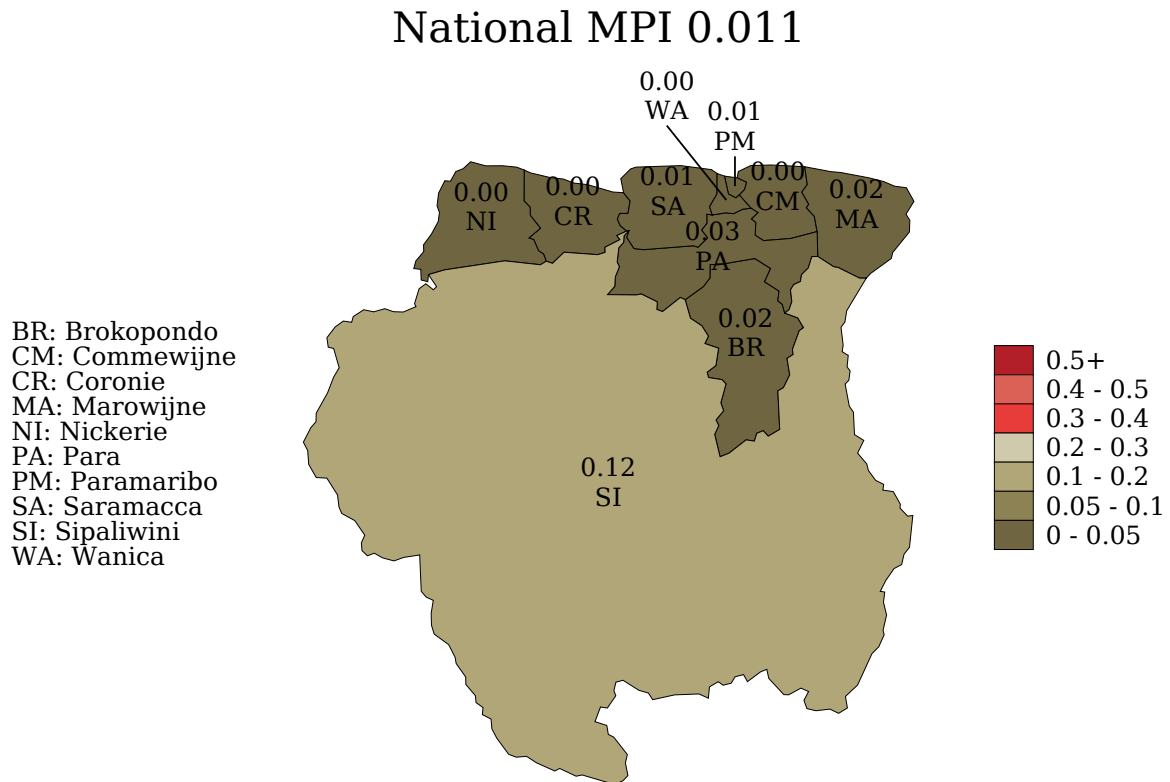 National MPI 0.011
0.00
WA
0.01
PM
0.00
NI
0.00
CR
0.01
SA
0.00
CM
0.02
MA
0.03
PA
0.02
BR
0.12
SI
BR: Brokopondo
CM: Commewijne
CR: Coronie
MA: Marowijne
NI: Nickerie
PA: Para
PM: Paramaribo
SA: Saramacca
SI: Sipaliwini
WA: Wanica
0.5+
0.4 - 0.5
0.3 - 0.4
0.2 - 0.3
0.1 - 0.2
0.05 - 0.1
0 - 0.05